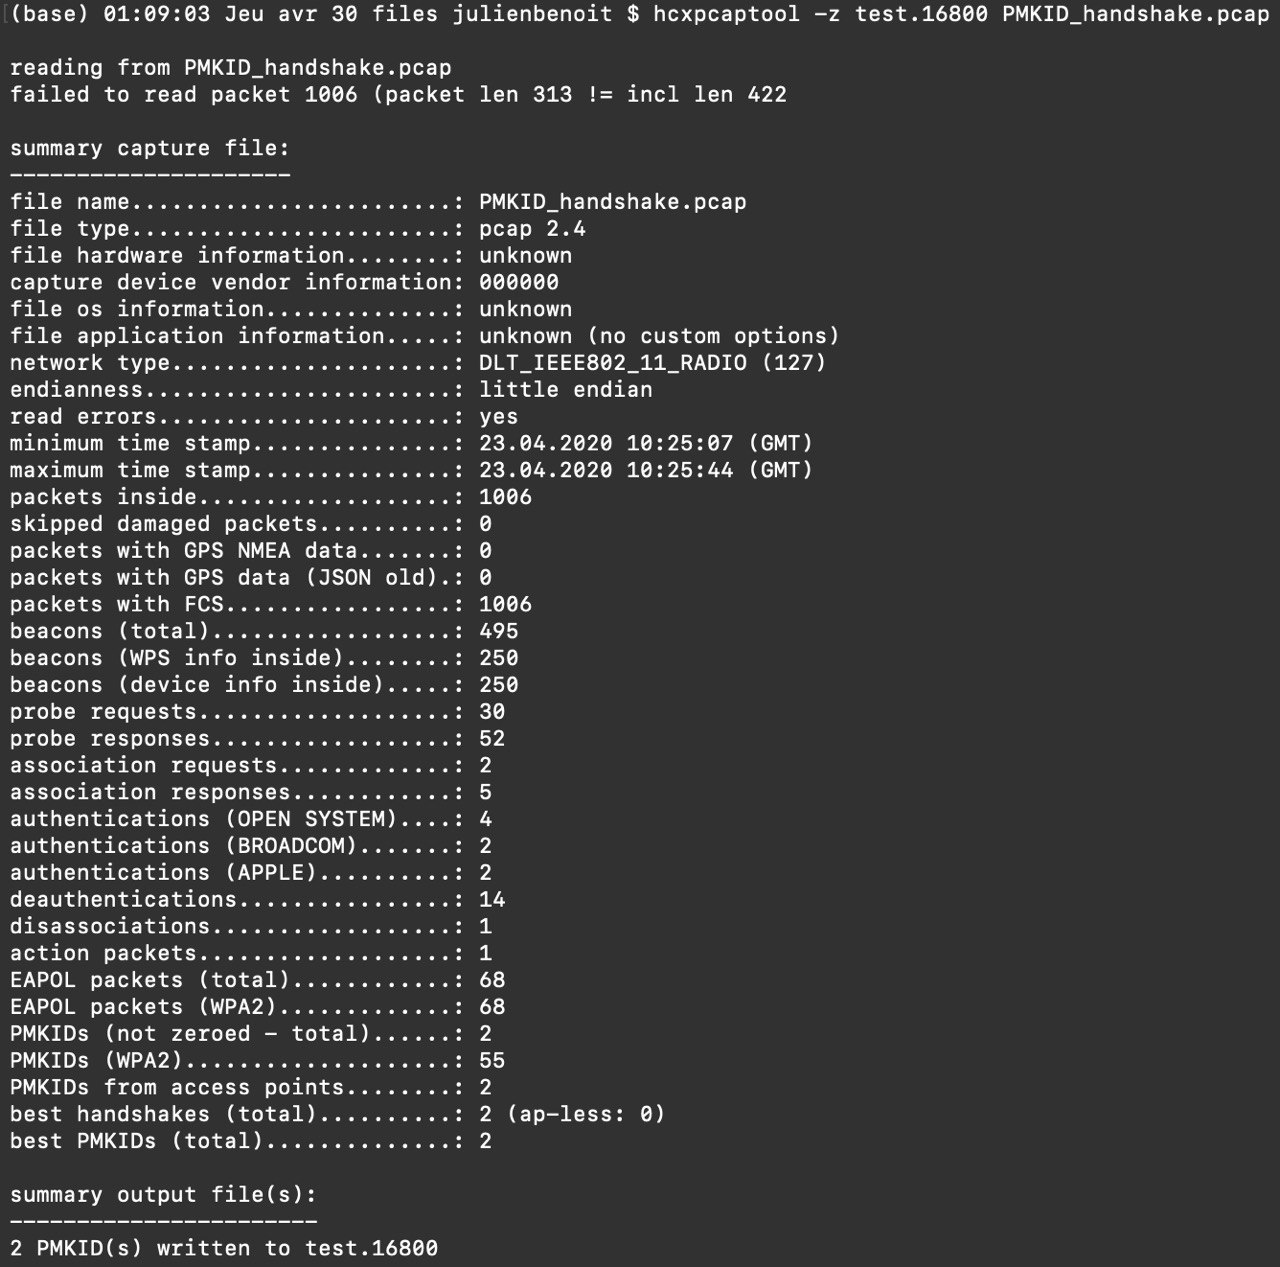 (base) 01:09:03 Jeu avr 30 files julienbenoit $ hcxpcaptool -z test.16800 PMKID_handshake.pcap
reading from PMKID_handshake.pcap
failed to read packet 1006 (packet len 313 != incl len 422
summary capture file:
---------------------
file name........................: PMKID_handshake.pcap
file type........................: pcap 2.4
file hardware information........: unknown
capture device vendor information: 000000
file os information..............: unknown
file application information.....: unknown (no custom options)
network type.....................: DLT_IEEE802_11_RADIO (127)
endianness.......................: little endian
read errors......................: yes
minimum time stamp...............: 23.04.2020 10:25:07 (GMT)
maximum time stamp...............: 23.04.2020 10:25:44 (GMT)
packets inside...................: 1006
skipped damaged packets..........: 0
packets with GPS NMEA data.......: 0
packets with GPS data (JSON old).: 0
packets with FCS.................: 1006
beacons (total)..................: 495
beacons (WPS info inside)........: 250
beacons (device info inside).....: 250
probe requests...................: 30
probe responses..................: 52
association requests.............: 2
association responses............: 5
authentications (OPEN SYSTEM)....: 4
authentications (BROADCOM).......: 2
authentications (APPLE)..........: 2
deauthentications................: 14
disassociations..................: 1
action packets...................: 1
EAPOL packets (total)............: 68
EAPOL packets (WPA2).............: 68
PMKIDs (not zeroed - total)......: 2
PMKIDs (WPA2)....................: 55
PMKIDs from access points........: 2
best handshakes (total)..........: 2 (ap-less: 0)
best PMKIDs (total)..............: 2
summary output file(s):
-----------------------
2 PMKID(s) written to test.16800